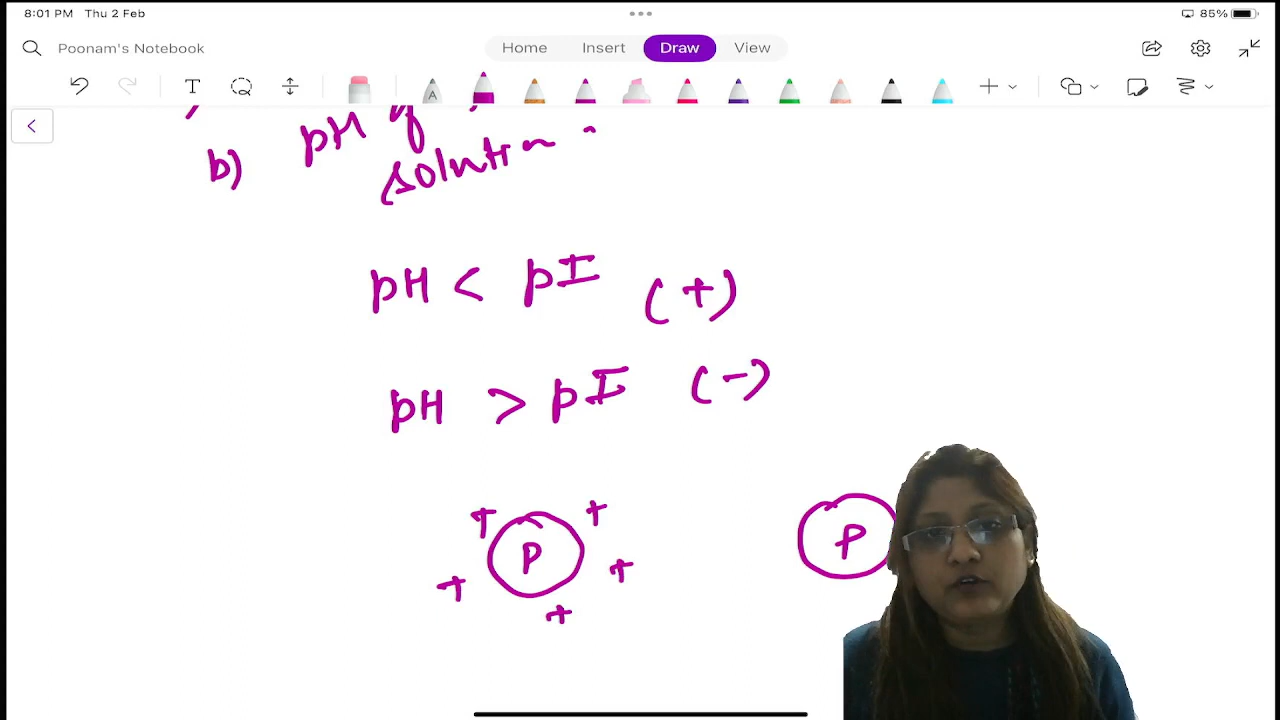 8:01 PM Thu 2 Feb
85%
Poonam's Notebook
Home Insert Draw View
T A
b) pH of
solution
pH < pI (+)
pH > pI (-)
+ +
P
+ +
+
P